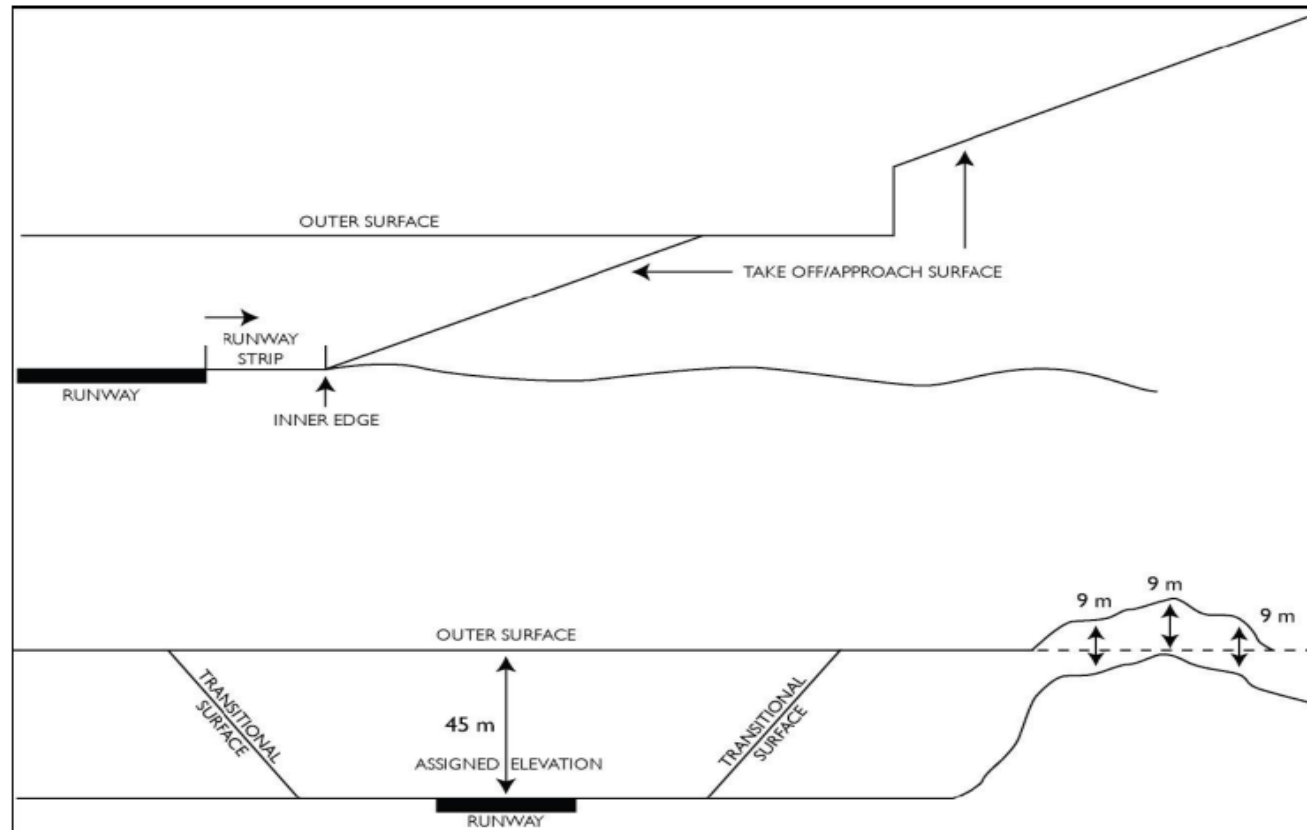 OUTER SURFACE
TAKE OFF/APPROACH SURFACE
RUNWAY
STRIP
RUNWAY
INNER EDGE
9 m
9 m
9 m
OUTER SURFACE
TRANSITIONAL
SURFACE
45 m
TRANSITIONAL
SURFACE
ASSIGNED ELEVATION
RUNWAY